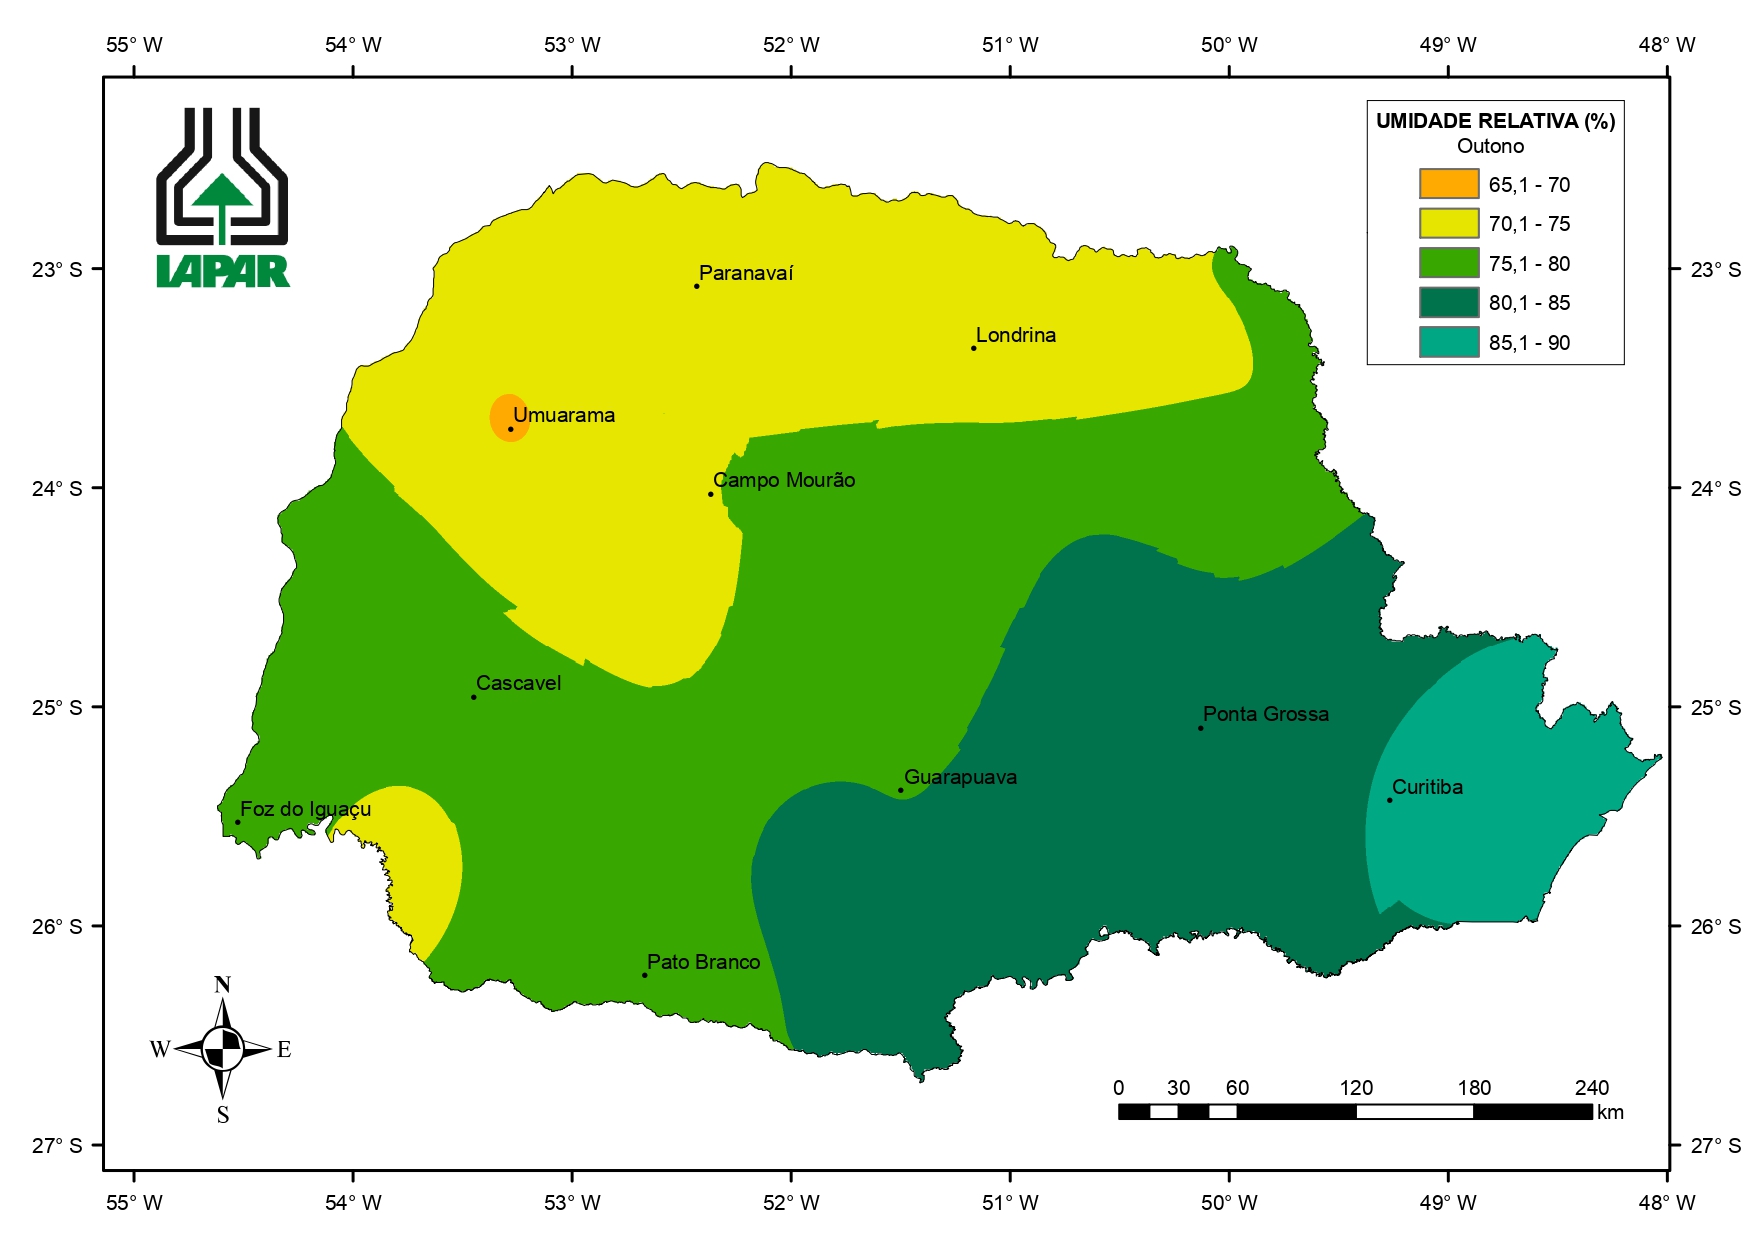 55° W 54° W 53° W 52° W 51° W 50° W 49° W 48° W
IAPAR
UMIDADE RELATIVA (%)
Outono
65,1 - 70
70,1 - 75
75,1 - 80
80,1 - 85
85,1 - 90
23° S 23° S
Paranavaí
Londrina
Umuarama
Campo Mourão
24° S 24° S
Cascavel
25° S 25° S
Ponta Grossa
Guarapuava
Curitiba
Foz do Iguaçu
26° S 26° S
Pato Branco
N
W E
S
0 30 60 120 180 240
km
27° S 27° S
55° W 54° W 53° W 52° W 51° W 50° W 49° W 48° W